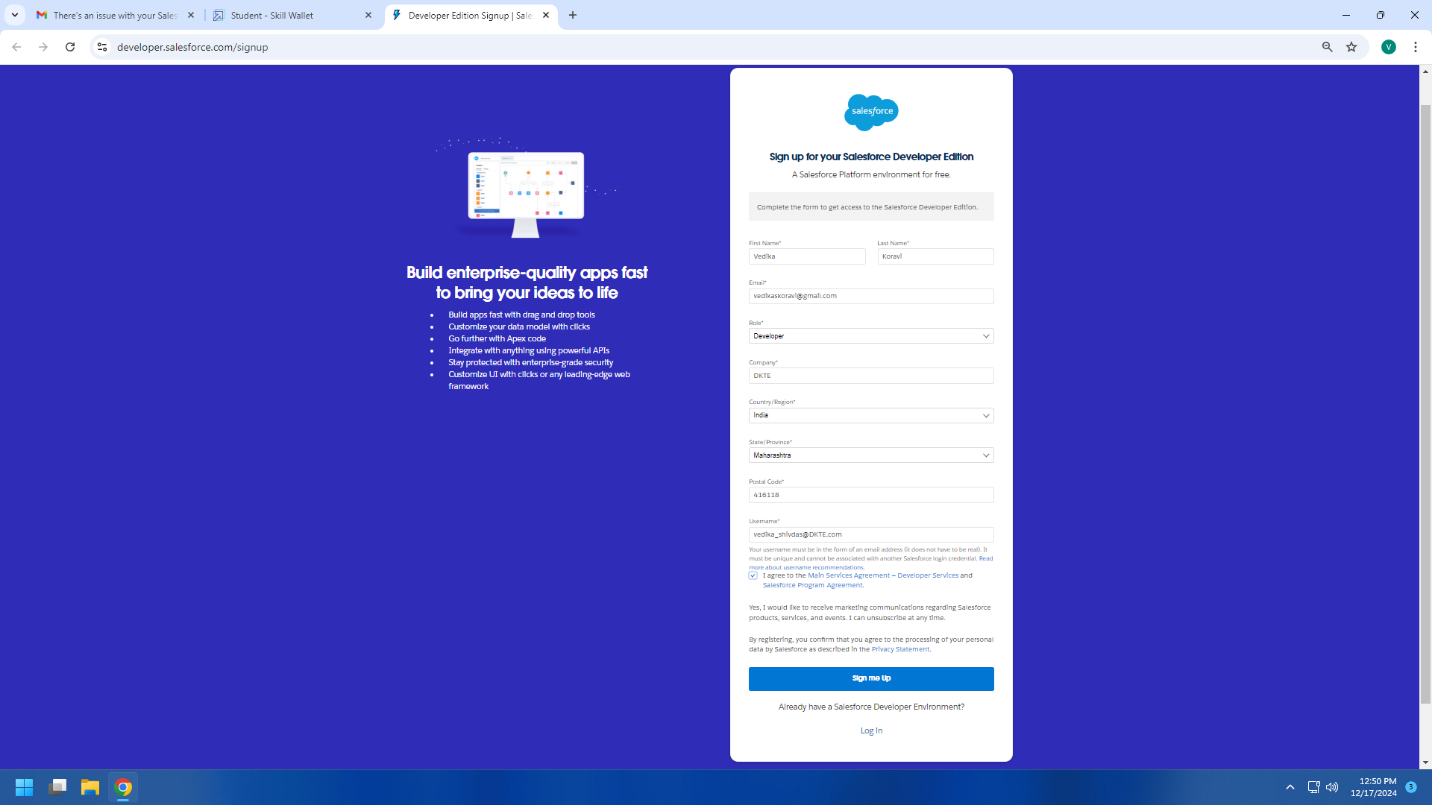 There's an issue with your Sales
Student - Skill Wallet
Developer Edition Signup | Sale
developer.salesforce.com/signup
V
salesforce
Sign up for your Salesforce Developer Edition
A Salesforce Platform environment for free.
Complete the form to get access to the Salesforce Developer Edition.
Build enterprise-quality apps fast
to bring your ideas to life
• Build apps fast with drag and drop tools
• Customize your data model with clicks
• Go further with Apex code
• Integrate with anything using powerful APIs
• Stay protected with enterprise-grade security
• Customize UI with clicks or any leading-edge web
framework
First Name* Last Name*
Vedika Koravi
Email*
vedikaskoravi@gmail.com
Role*
Developer
Company*
DKTE
Country/Region*
India
State/Province*
Maharashtra
Postal Code*
416118
Username*
vedika_shivdas@DKTE.com
Your username must be in the form of an email address (it does not have to be real). It
must be unique and cannot be associated with another Salesforce login credential. Read
more about username recommendations.
I agree to the Main Services Agreement – Developer Services and
Salesforce Program Agreement.
Yes, I would like to receive marketing communications regarding Salesforce
products, services, and events. I can unsubscribe at any time.
By registering, you confirm that you agree to the processing of your personal
data by Salesforce as described in the Privacy Statement.
Sign me Up
Already have a Salesforce Developer Environment?
Log In
12:50 PM
12/17/2024
3